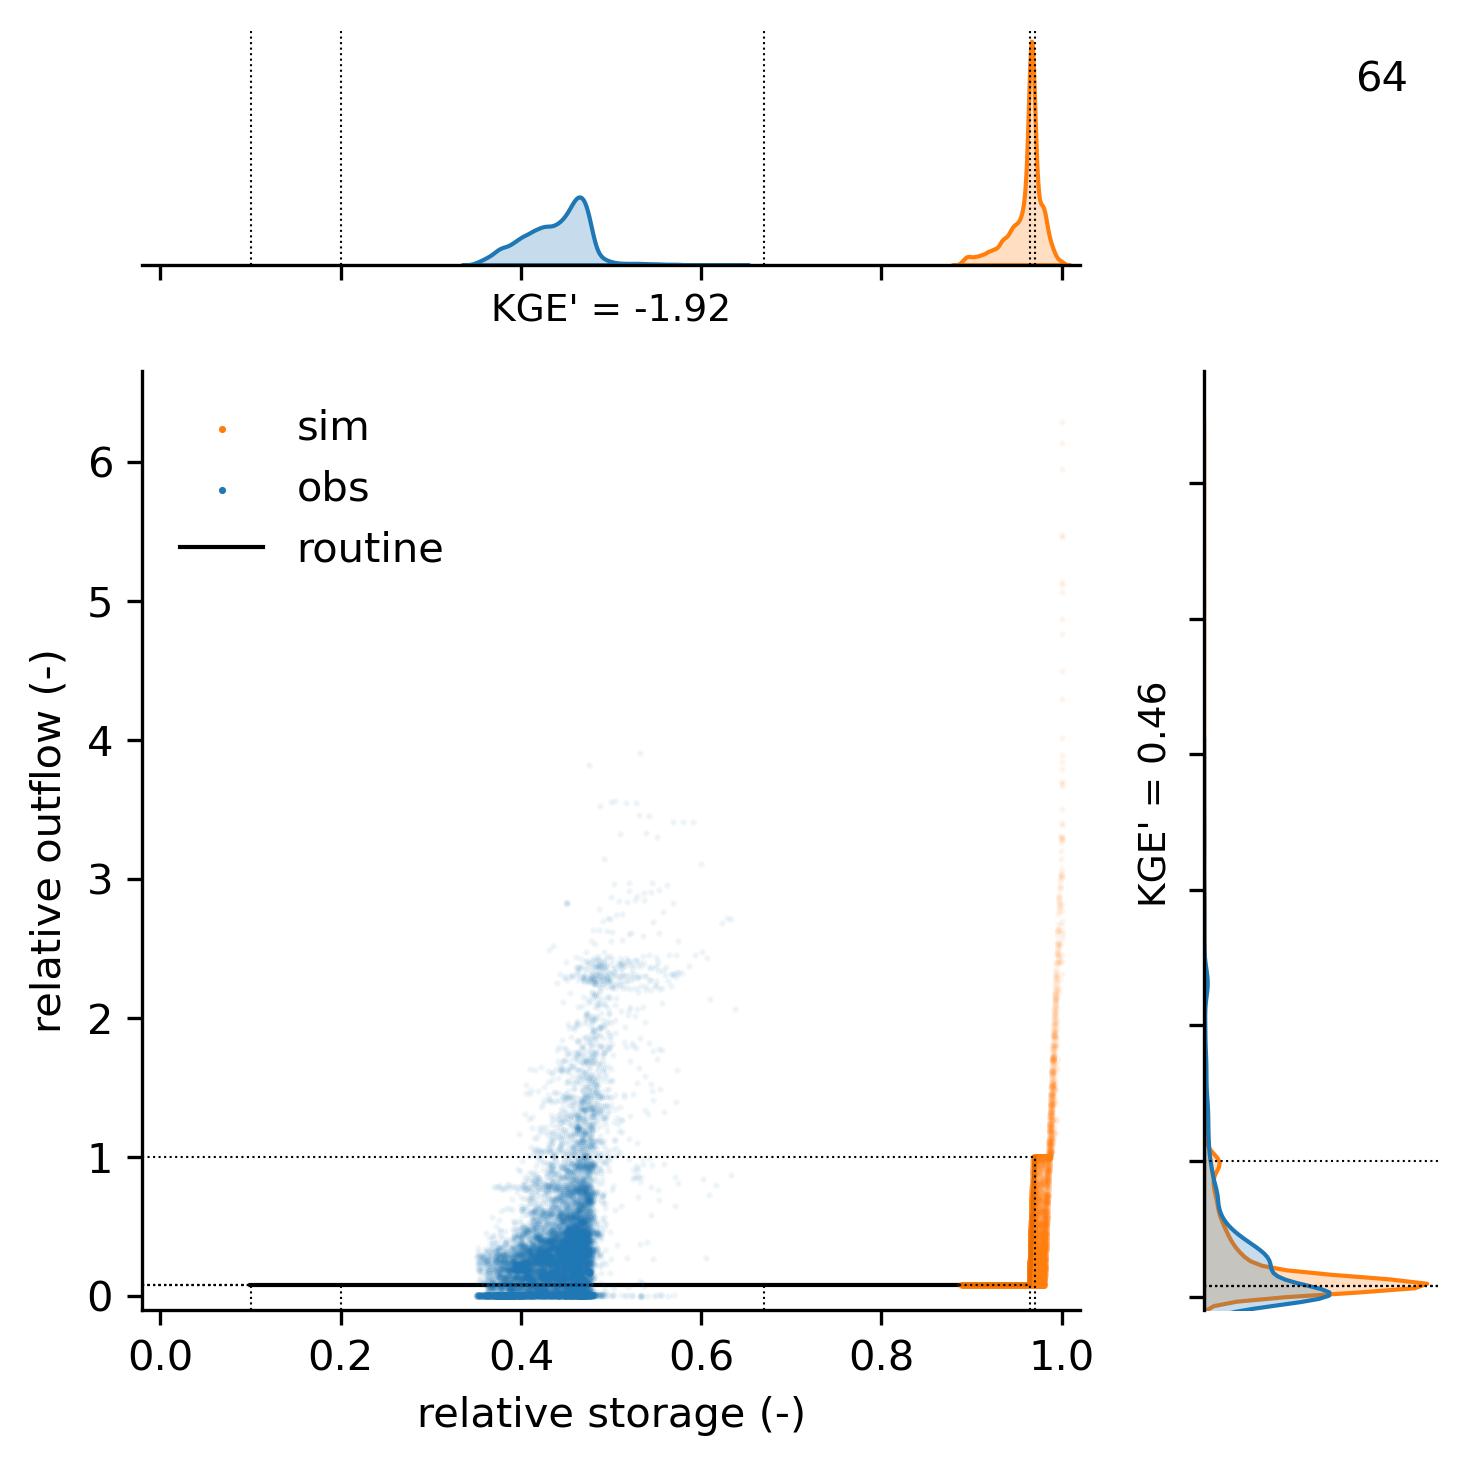 64
KGE' = -1.92
sim
obs
routine
relative outflow (-)
6
5
4
3
2
1
0
KGE' = 0.46
0.0 0.2 0.4 0.6 0.8 1.0
relative storage (-)